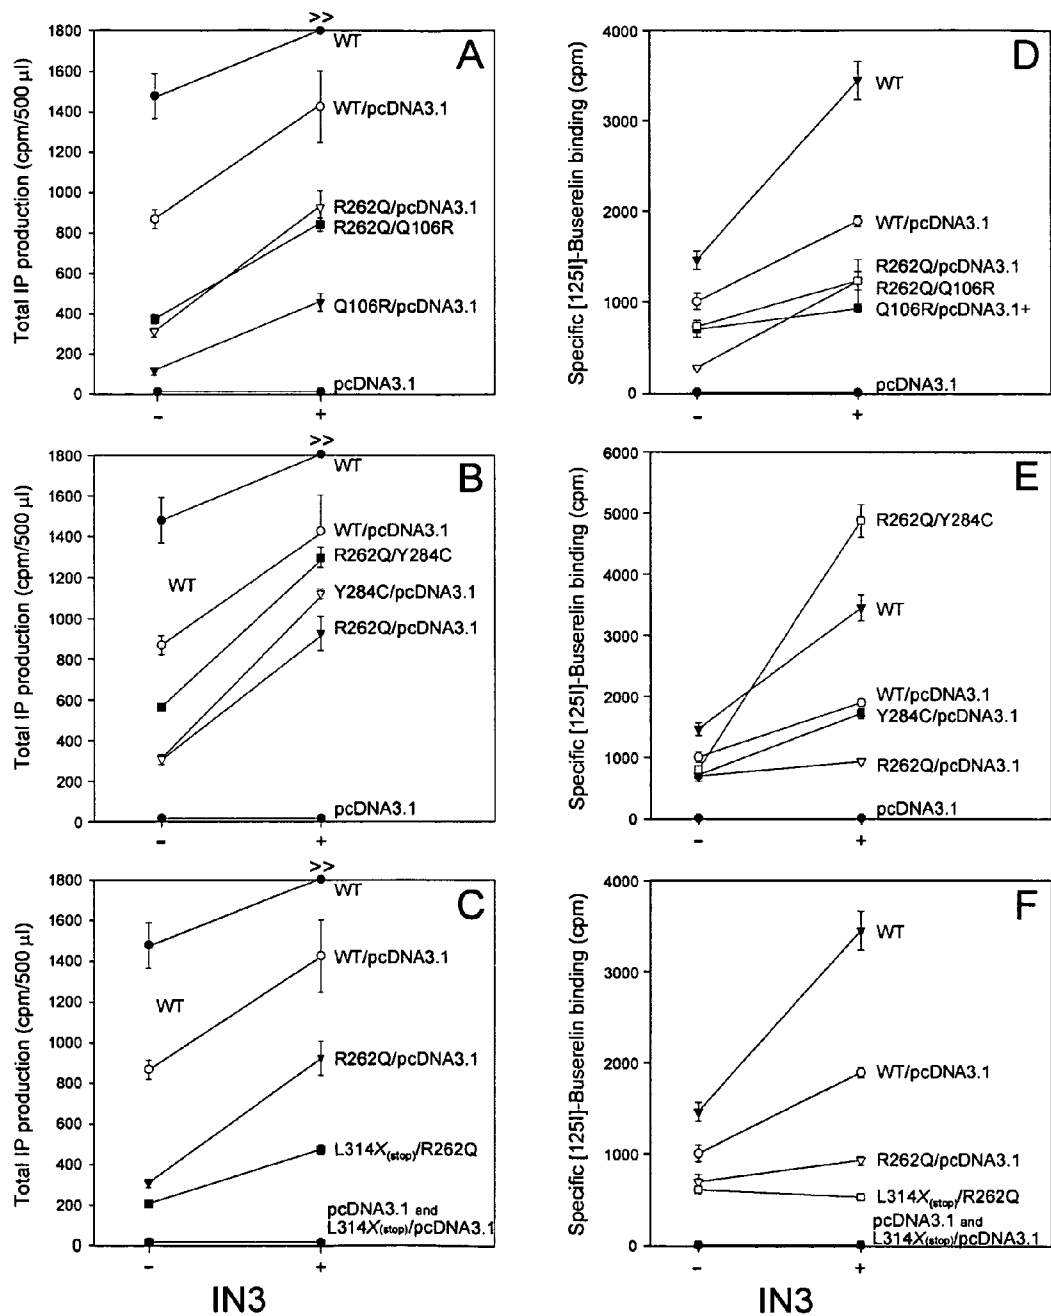 A
Total IP production (cpm/500 µl)
1800
1600
1400
1200
1000
800
600
400
200
0
>>
WT
WT/pcDNA3.1
R262Q/pcDNA3.1
R262Q/Q106R
Q106R/pcDNA3.1
pcDNA3.1
-
+
D
Specific [125I]-Buserelin binding (cpm)
4000
3000
2000
1000
0
WT
WT/pcDNA3.1
R262Q/pcDNA3.1
R262Q/Q106R
Q106R/pcDNA3.1+
pcDNA3.1
-
+
B
Total IP production (cpm/500 µl)
1800
1600
1400
1200
1000
800
600
400
200
0
>>
WT
WT/pcDNA3.1
R262Q/Y284C
WT
Y284C/pcDNA3.1
R262Q/pcDNA3.1
pcDNA3.1
-
+
E
Specific [125I]-Buserelin binding (cpm)
6000
5000
4000
3000
2000
1000
0
R262Q/Y284C
WT
WT/pcDNA3.1
Y284C/pcDNA3.1
R262Q/pcDNA3.1
pcDNA3.1
-
+
C
Total IP production (cpm/500 µl)
1800
1600
1400
1200
1000
800
600
400
200
0
>>
WT
WT/pcDNA3.1
WT
R262Q/pcDNA3.1
L314X(stop)/R262Q
pcDNA3.1 and
L314X(stop)/pcDNA3.1
-
+
IN3
F
Specific [125I]-Buserelin binding (cpm)
4000
3000
2000
1000
0
WT
WT/pcDNA3.1
R262Q/pcDNA3.1
L314X(stop)/R262Q
pcDNA3.1 and
L314X(stop)/pcDNA3.1
-
+
IN3